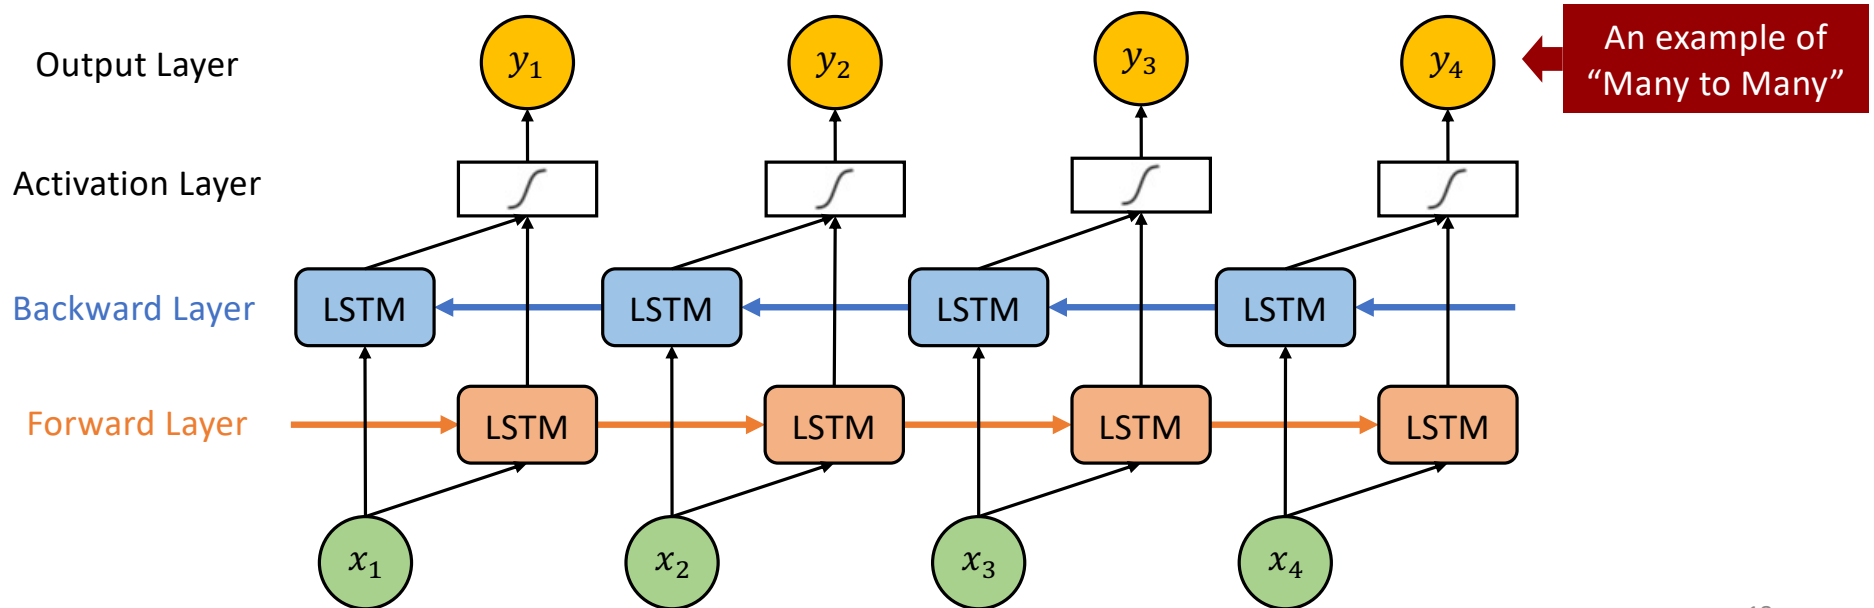 Output Layer
y₁ y₂ y₃ y₄
An example of
“Many to Many”
Activation Layer
Backward Layer
LSTM LSTM LSTM LSTM
Forward Layer
LSTM LSTM LSTM LSTM
x₁ x₂ x₃ x₄